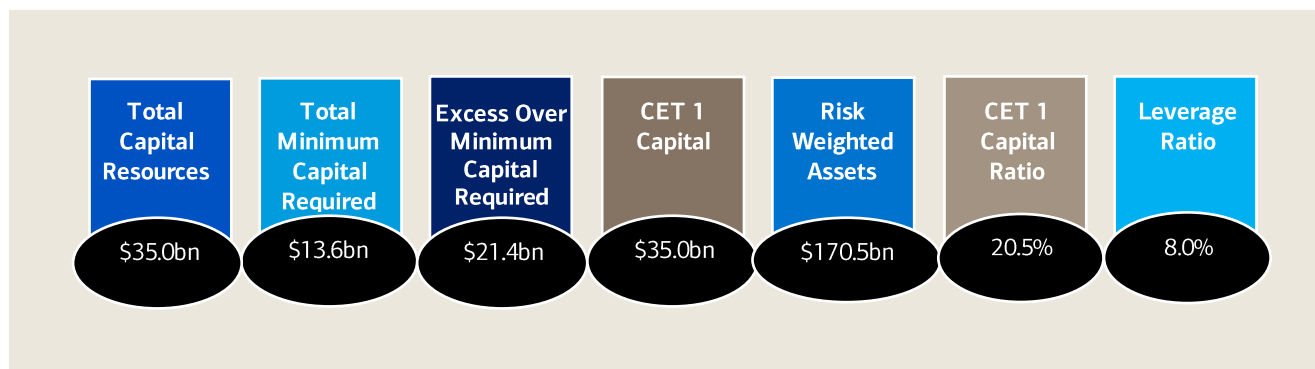 Total
Capital
Resources
$35.0bn
Total
Minimum
Capital
Required
$13.6bn
Excess Over
Minimum
Capital
Required
$21.4bn
CET 1
Capital
$35.0bn
Risk
Weighted
Assets
$170.5bn
CET 1
Capital
Ratio
20.5%
Leverage
Ratio
8.0%